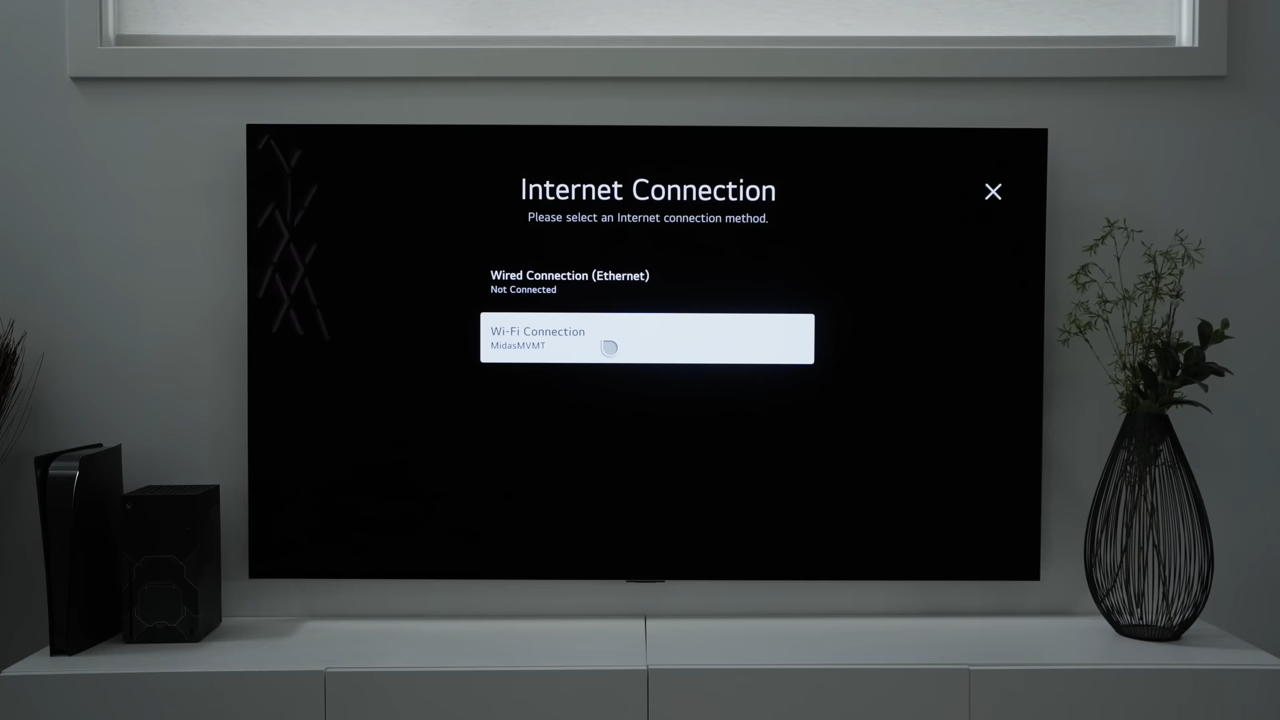 Internet Connection
Please select an Internet connection method.
Wired Connection (Ethernet)
Not Connected
Wi-Fi Connection
MidasMVMT